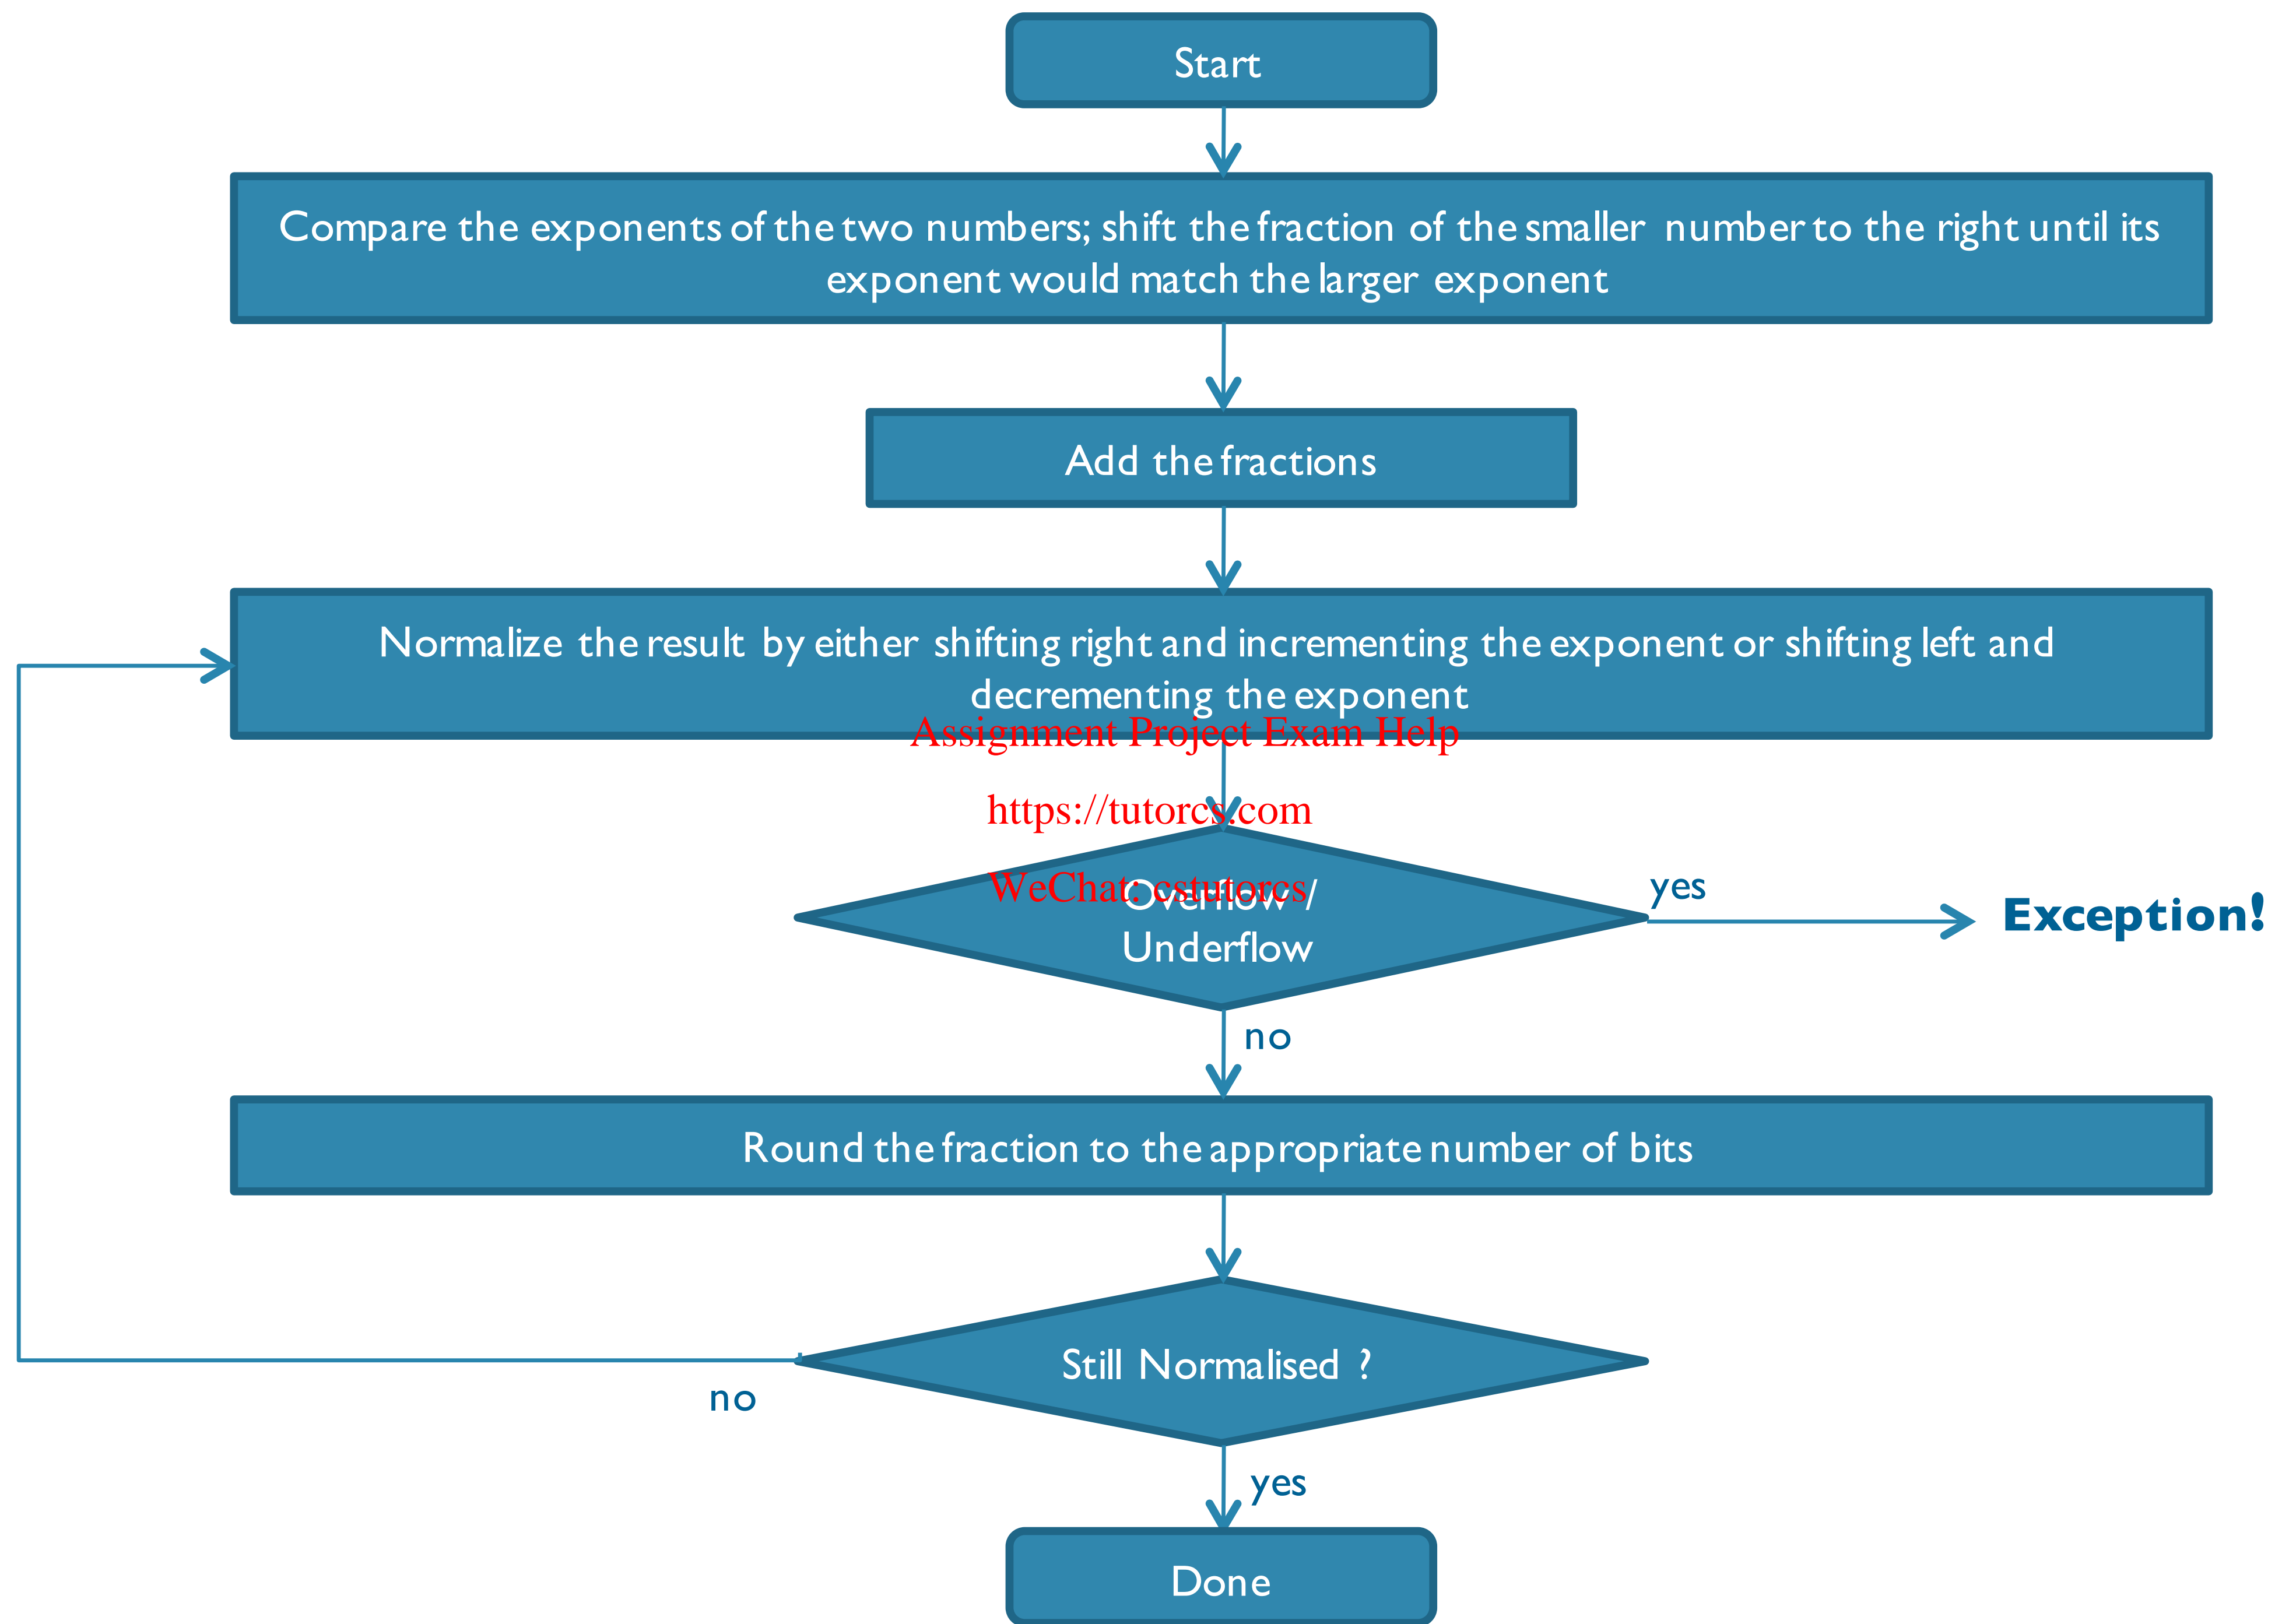 Start
Compare the exponents of the two numbers; shift the fraction of the smaller number to the right until its
exponent would match the larger exponent
Add the fractions
Normalize the result by either shifting right and incrementing the exponent or shifting left and
decrementing the exponent
Assignment Project Exam Help
https://tutorcs.com
WeChat: cstutorcs
Overflow /
Underflow
yes
Exception!
no
Round the fraction to the appropriate number of bits
Still Normalised ?
no
yes
Done